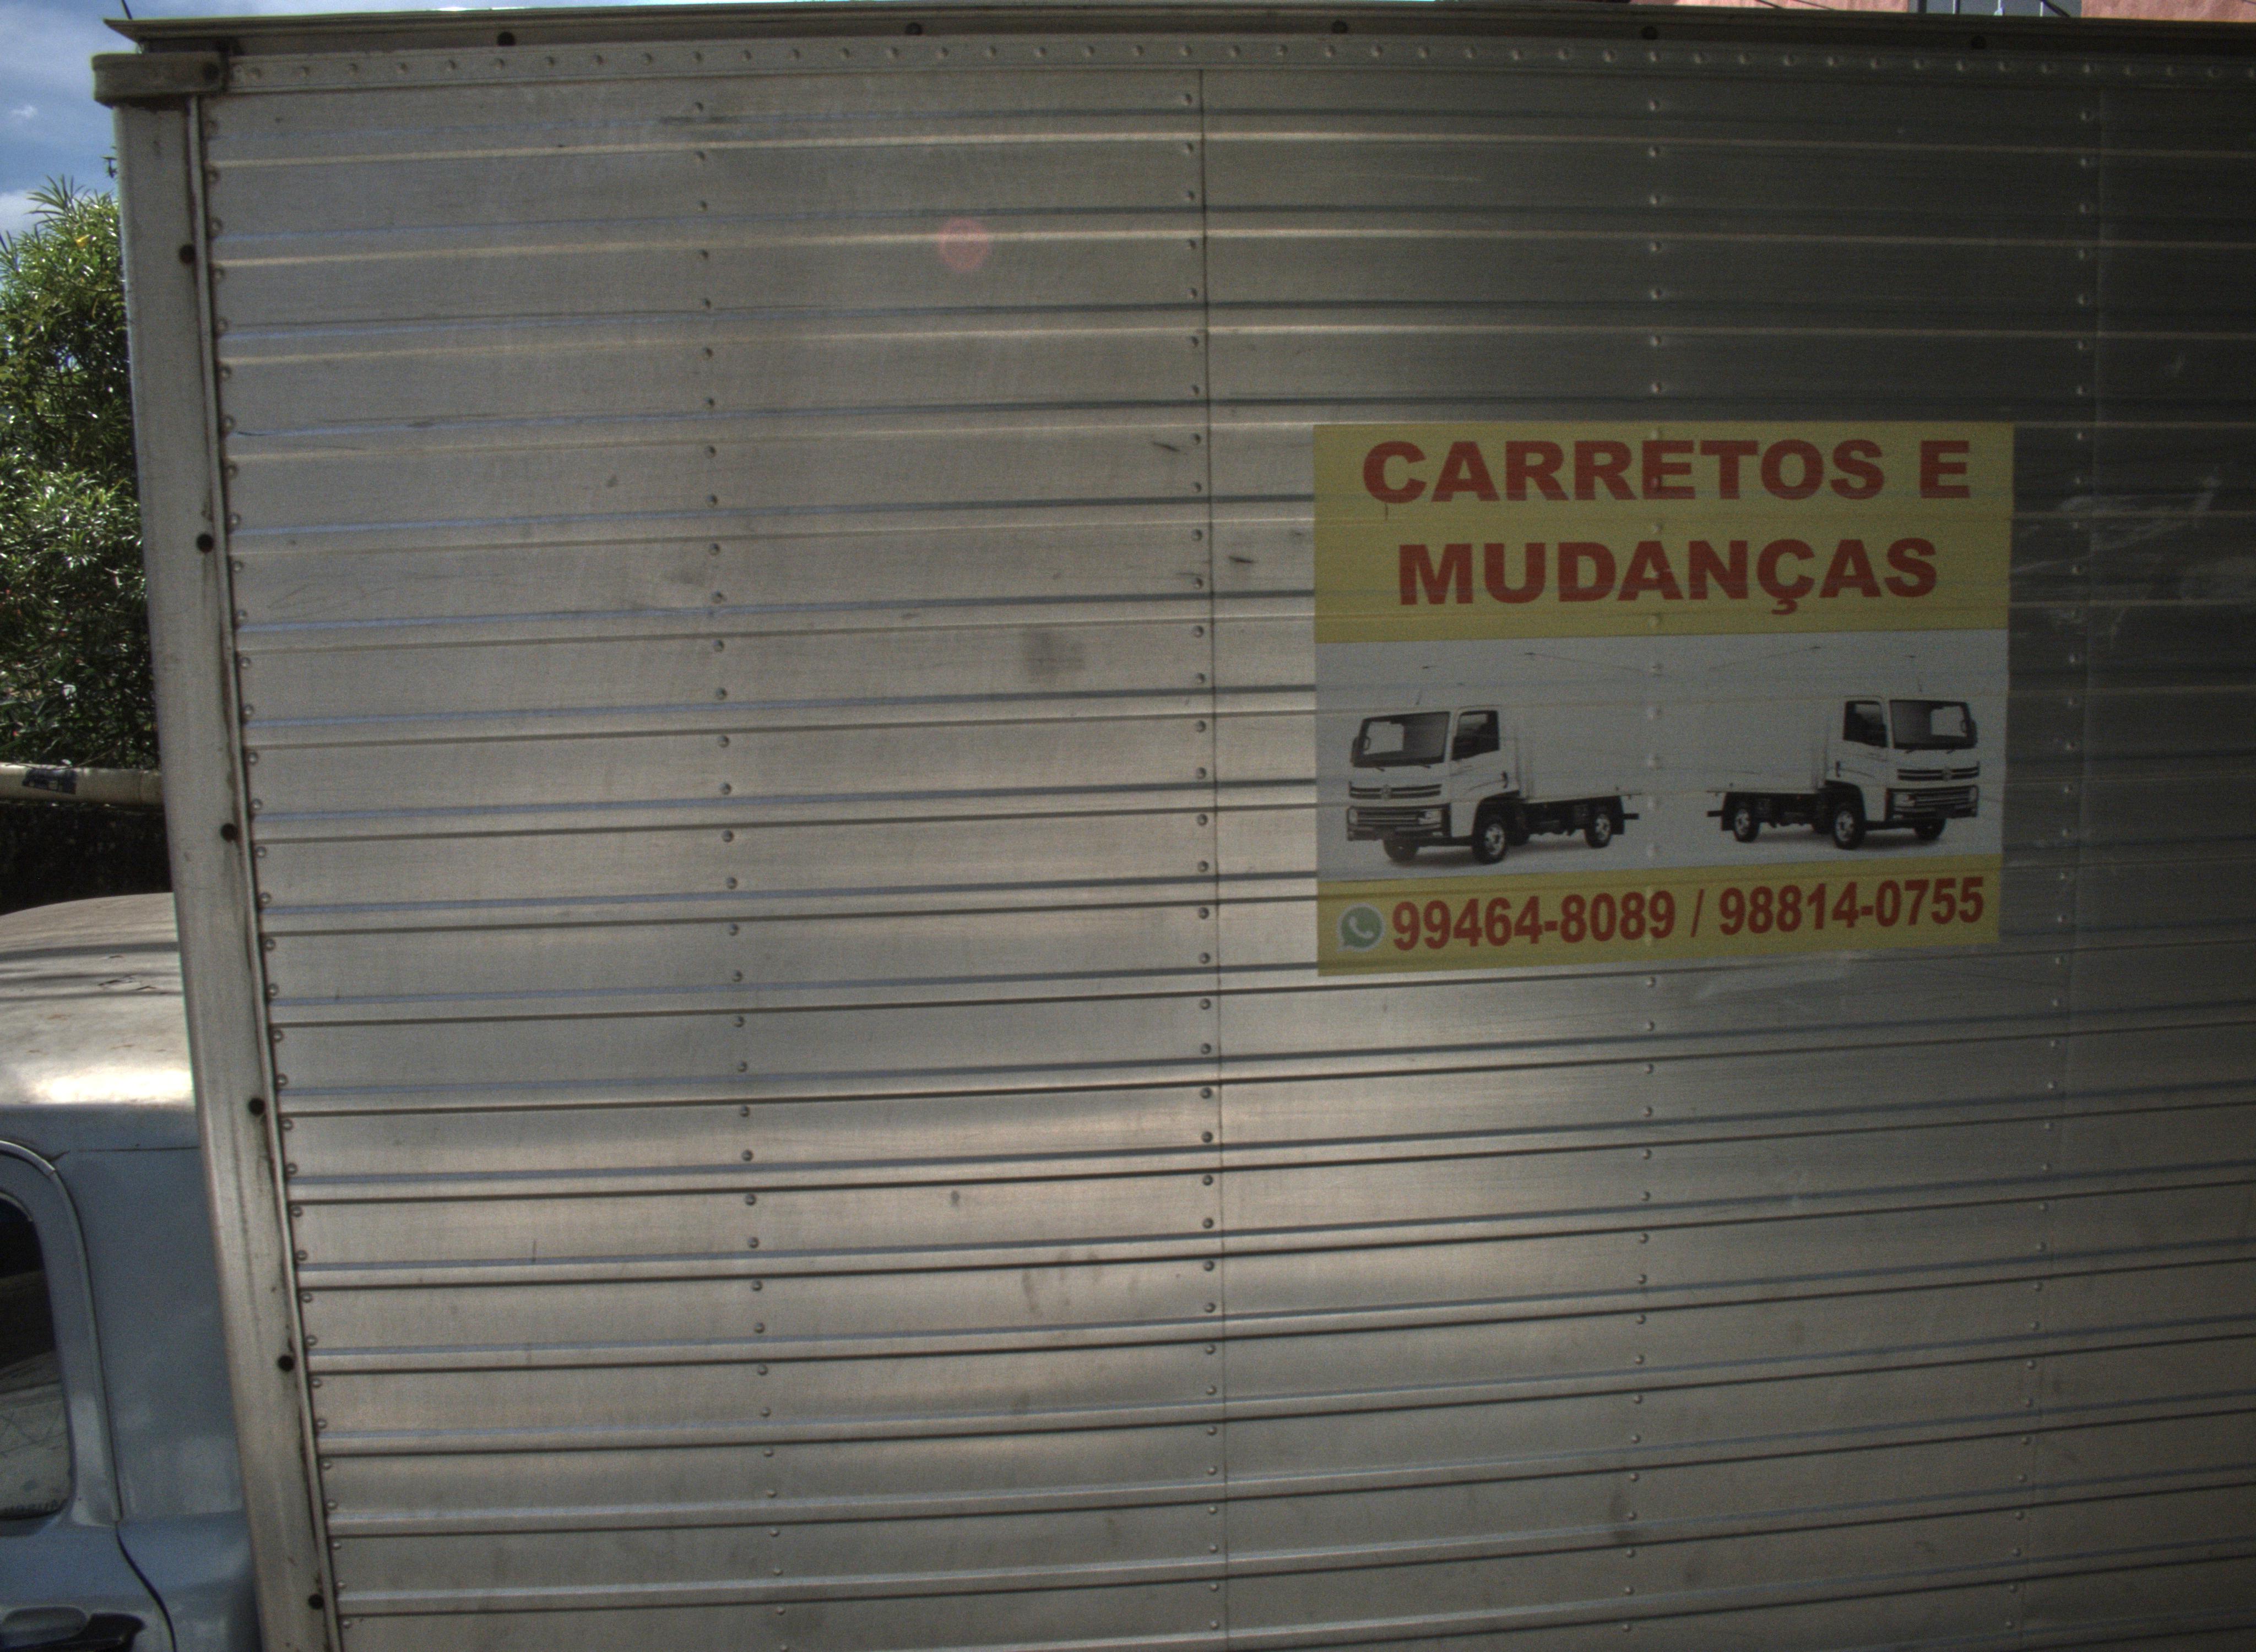 CARRETOS E
MUDANÇAS
99464-8089 / 98814-0755